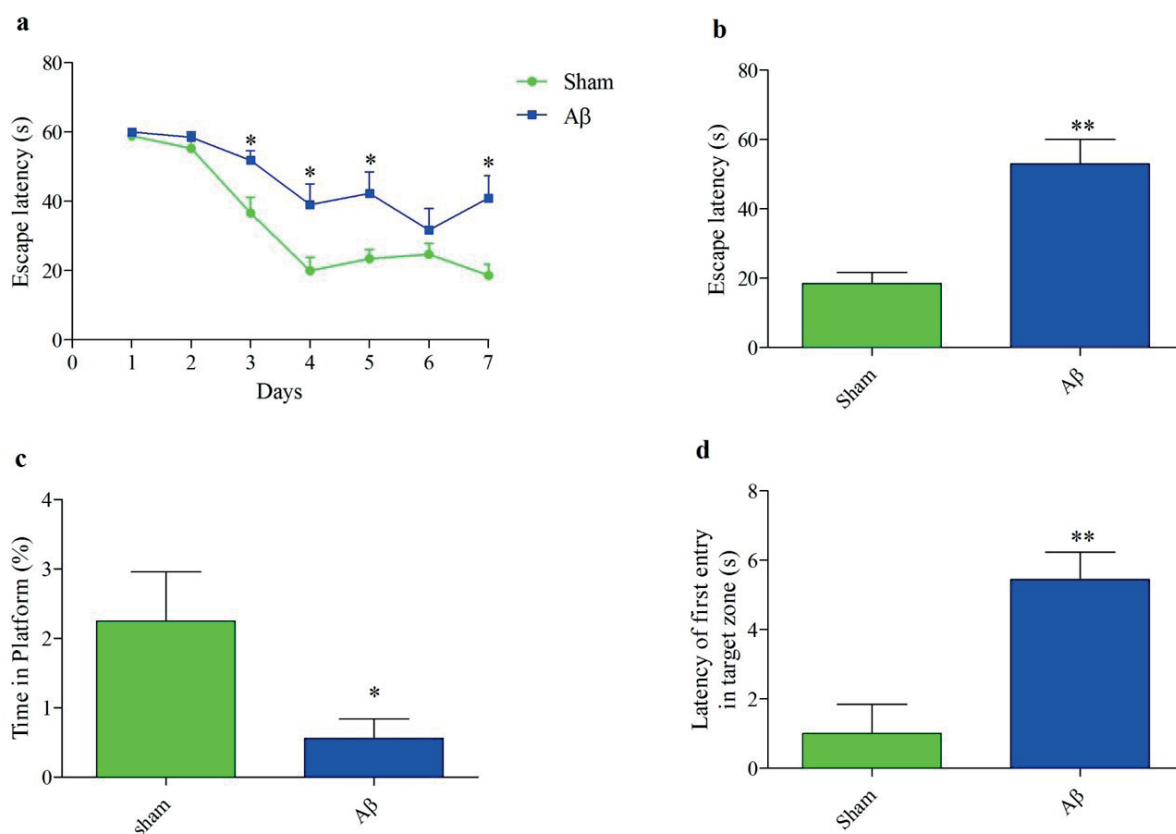 a
80
60
40
20
0
Escape latency (s)
* * * *
0 1 2 3 4 5 6 7
Days
Sham
Aβ
b
80
60
40
20
0
Escape latency (s)
**
Sham
Aβ
c
4
3
2
1
0
Time in Platform (%)
*
sham
Aβ
d
8
6
4
2
0
Latency of first entry
in target zone (s)
**
Sham
Aβ